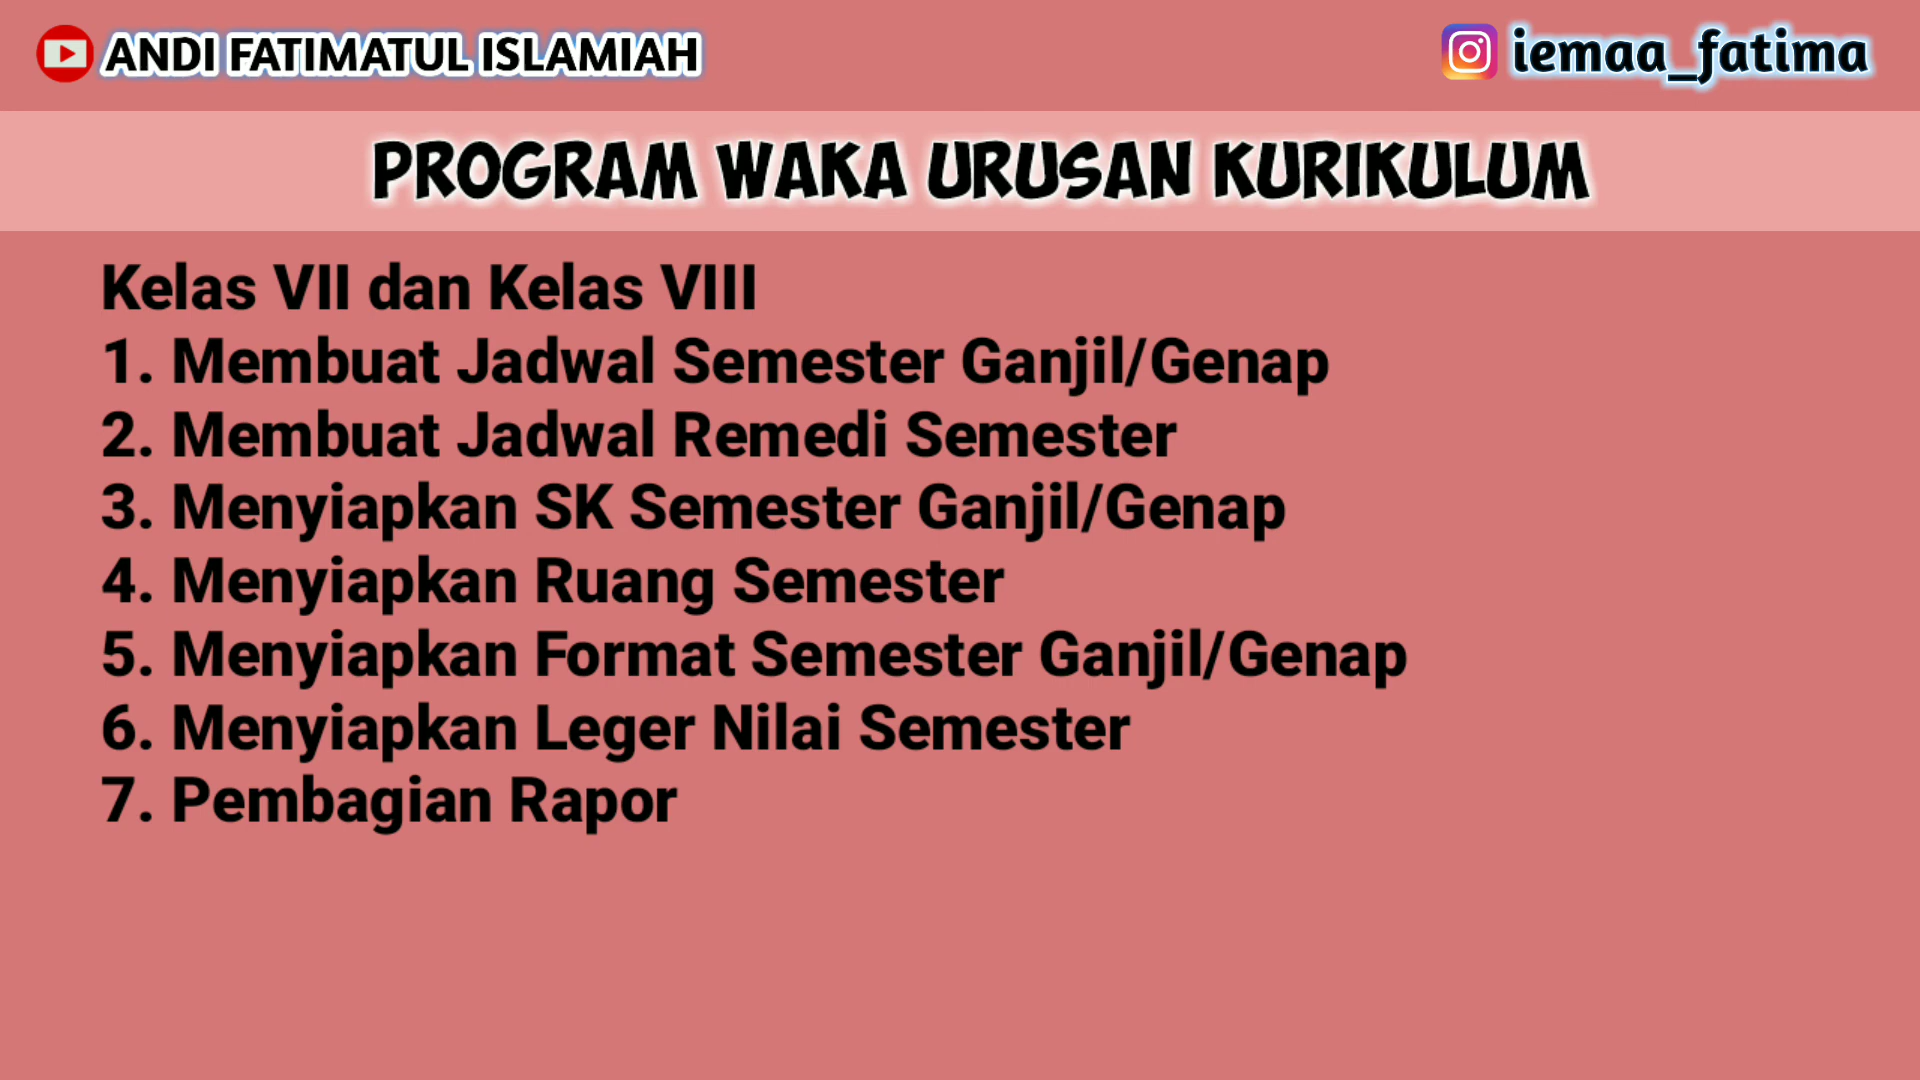 ANDI FATIMATUL ISLAMIAH
iemaa_fatima
PROGRAM WAKA URUSAN KURIKULUM
Kelas VII dan Kelas VIII
1. Membuat Jadwal Semester Ganjil/Genap
2. Membuat Jadwal Remedi Semester
3. Menyiapkan SK Semester Ganjil/Genap
4. Menyiapkan Ruang Semester
5. Menyiapkan Format Semester Ganjil/Genap
6. Menyiapkan Leger Nilai Semester
7. Pembagian Rapor